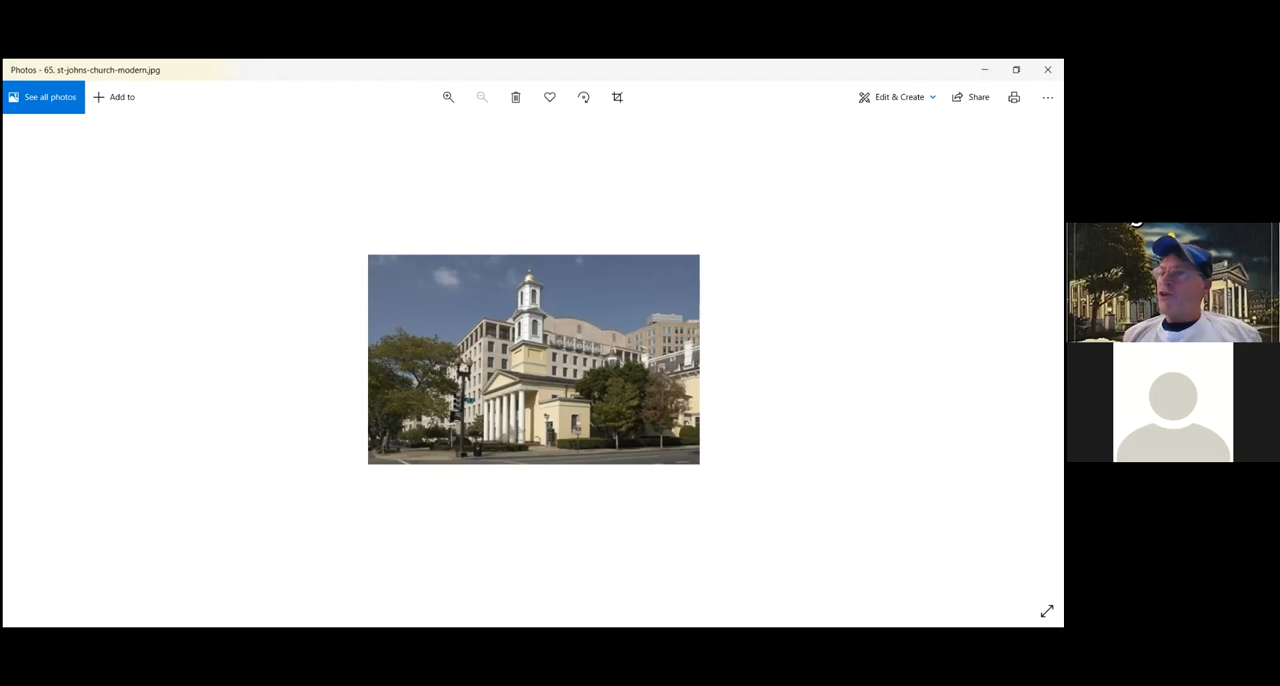 Photos - 65. st-johns-church-modern.jpg
See all photos
Add to
Edit & Create
Share